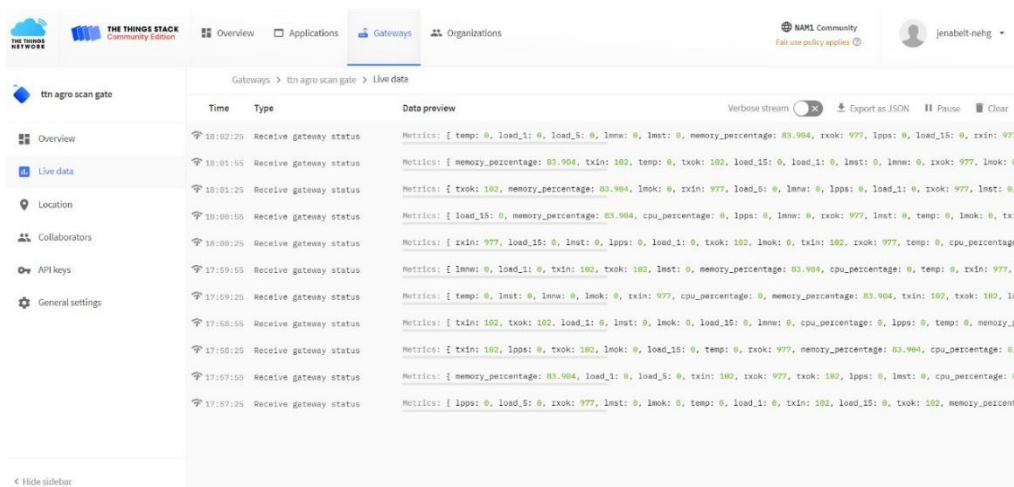 THE THINGS NETWORK
THE THINGS STACK
Community Edition
Overview
Applications
Gateways
Organizations
NAM1 Community
Fair use policy applies
jenabelt-nehg
ttn agro scan gate
Overview
Live data
Location
Collaborators
API keys
General settings
Hide sidebar
Gateways > ttn agro scan gate > Live data
Time Type Data preview Verbose stream Export as JSON Pause Clear
18:02:25 Receive gateway status Metrics: { temp: 0, load_1: 0, load_5: 0, lmnw: 0, lmst: 0, memory_percentage: 83.904, rxok: 977, lpps: 0, load_15: 0, rxin: 977
18:01:55 Receive gateway status Metrics: { memory_percentage: 83.904, txin: 102, temp: 0, txok: 102, load_15: 0, load_1: 0, lmst: 0, lmnw: 0, rxok: 977, lmok: 0
18:01:25 Receive gateway status Metrics: { txok: 102, memory_percentage: 83.904, lmok: 0, rxin: 977, load_5: 0, lmnw: 0, lpps: 0, load_1: 0, rxok: 977, lmst: 0,
18:00:55 Receive gateway status Metrics: { load_15: 0, memory_percentage: 83.904, cpu_percentage: 0, lpps: 0, lmnw: 0, rxok: 977, lmst: 0, temp: 0, lmok: 0, tx
18:00:25 Receive gateway status Metrics: { rxin: 977, load_15: 0, lmst: 0, lpps: 0, load_1: 0, txok: 102, lmok: 0, txin: 102, rxok: 977, temp: 0, cpu_percentag
17:59:55 Receive gateway status Metrics: { lmnw: 0, load_1: 0, txin: 102, txok: 102, lmst: 0, memory_percentage: 83.904, cpu_percentage: 0, temp: 0, rxin: 977,
17:59:25 Receive gateway status Metrics: { temp: 0, lmst: 0, lmnw: 0, lmok: 0, rxin: 977, cpu_percentage: 0, memory_percentage: 83.904, txin: 102, txok: 102,
17:58:55 Receive gateway status Metrics: { txin: 102, txok: 102, load_1: 0, lmst: 0, lmok: 0, load_15: 0, lmnw: 0, cpu_percentage: 0, lpps: 0, temp: 0, memory_
17:58:25 Receive gateway status Metrics: { txin: 102, lpps: 0, txok: 102, lmok: 0, load_15: 0, temp: 0, rxok: 977, memory_percentage: 83.904, cpu_percentage: 0
17:57:55 Receive gateway status Metrics: { memory_percentage: 83.904, load_1: 0, load_5: 0, txin: 102, rxok: 977, txok: 102, lpps: 0, lmst: 0, cpu_percentage:
17:57:25 Receive gateway status Metrics: { lpps: 0, load_5: 0, rxok: 977, lmst: 0, lmok: 0, temp: 0, load_1: 0, txin: 102, load_15: 0, txok: 102, memory_percen